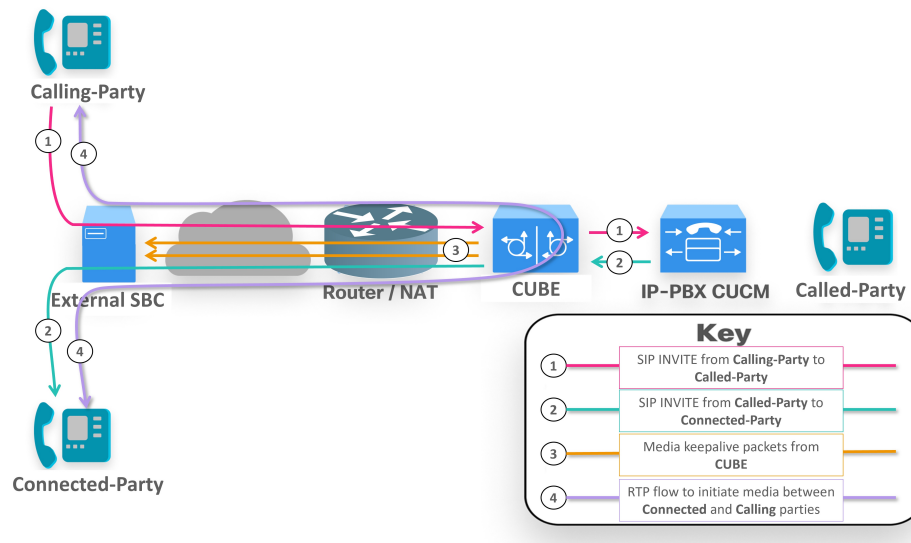 Calling-Party
1
4
3
1
2
External SBC
Router / NAT
CUBE
IP-PBX CUCM
Called-Party
2
4
Connected-Party
Key
1
SIP INVITE from Calling-Party to
Called-Party
2
SIP INVITE from Called-Party to
Connected-Party
3
Media keepalive packets from
CUBE
4
RTP flow to initiate media between
Connected and Calling parties